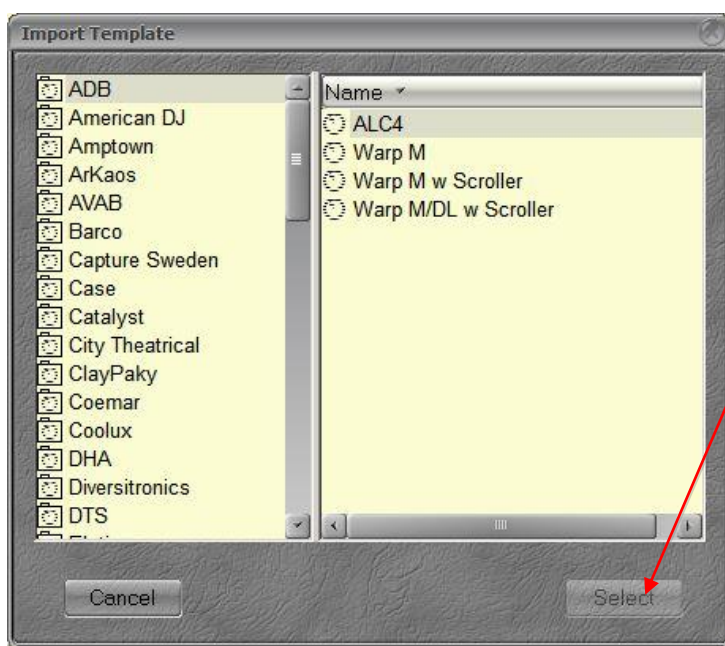 Import Template
ADB
American DJ
Amptown
ArKaos
AVAB
Barco
Capture Sweden
Case
Catalyst
City Theatrical
ClayPaky
Coemar
Coolux
DHA
Diversitronics
DTS
Name
ALC4
Warp M
Warp M w Scroller
Warp M/DL w Scroller
Cancel
Select